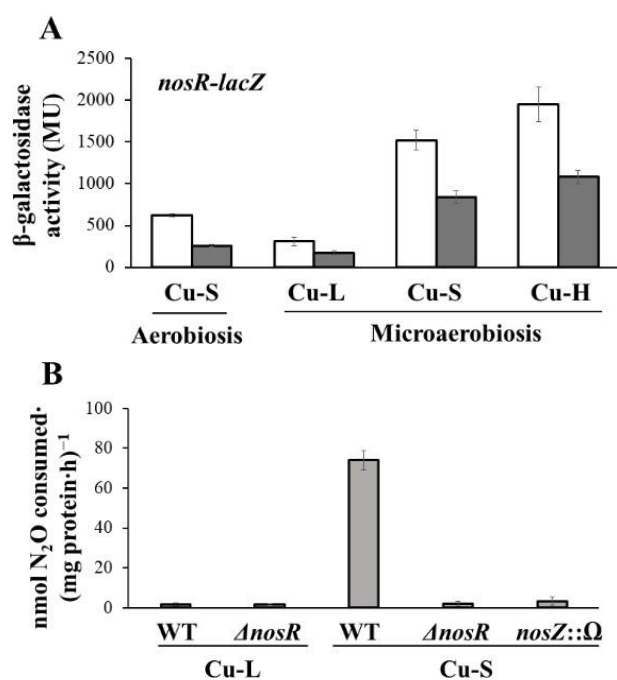 A
nosR-lacZ
β-galactosidase
activity (MU)
2500
2000
1500
1000
500
0
Cu-S Cu-L Cu-S Cu-H
Aerobiosis Microaerobiosis
B
nmol N₂O consumed·
(mg protein·h)⁻¹
100
80
60
40
20
0
WT ΔnosR WT ΔnosR nosZ::Ω
Cu-L Cu-S